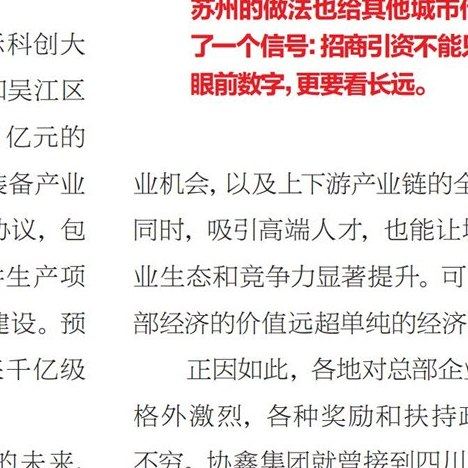 际科创大
和吴江区
亿元的
装备产业
协议，包
件生产项
建设。预
来千亿级
的未来，
苏州的做法也给其他城市
了一个信号：招商引资不能
眼前数字，更要看长远。
业机会，以及上下游产业链的全
同时，吸引高端人才，也能让
业生态和竞争力显著提升。可
部经济的价值远超单纯的经济
正因如此，各地对总部企业
格外激烈，各种奖励和扶持政
不穷。协鑫集团就曾接到四川